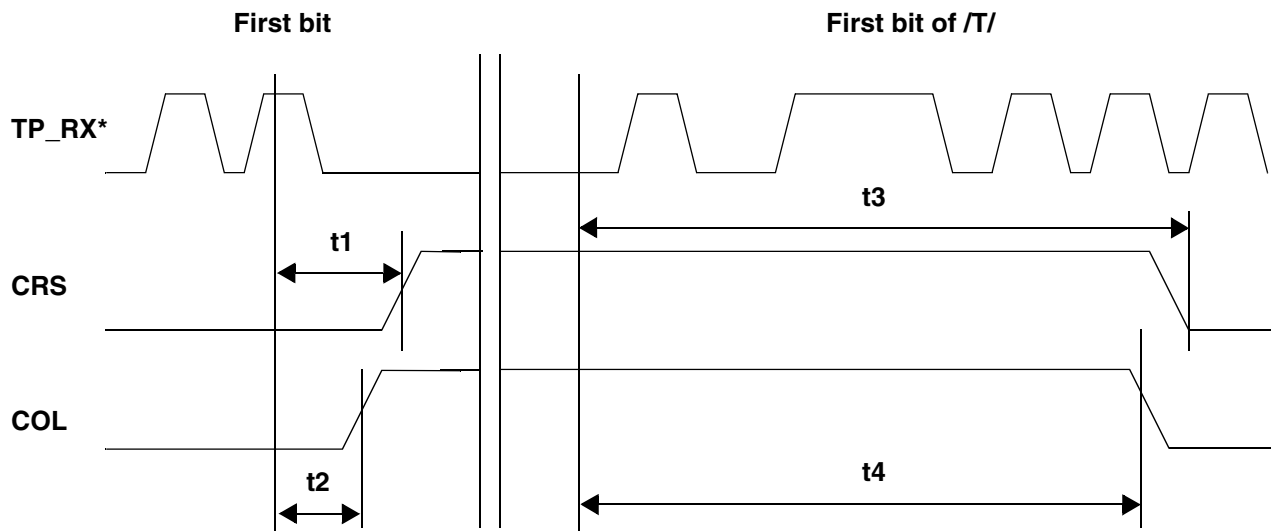 First bit
First bit of /T/
TP_RX*
t3
t1
CRS
COL
t4
t2